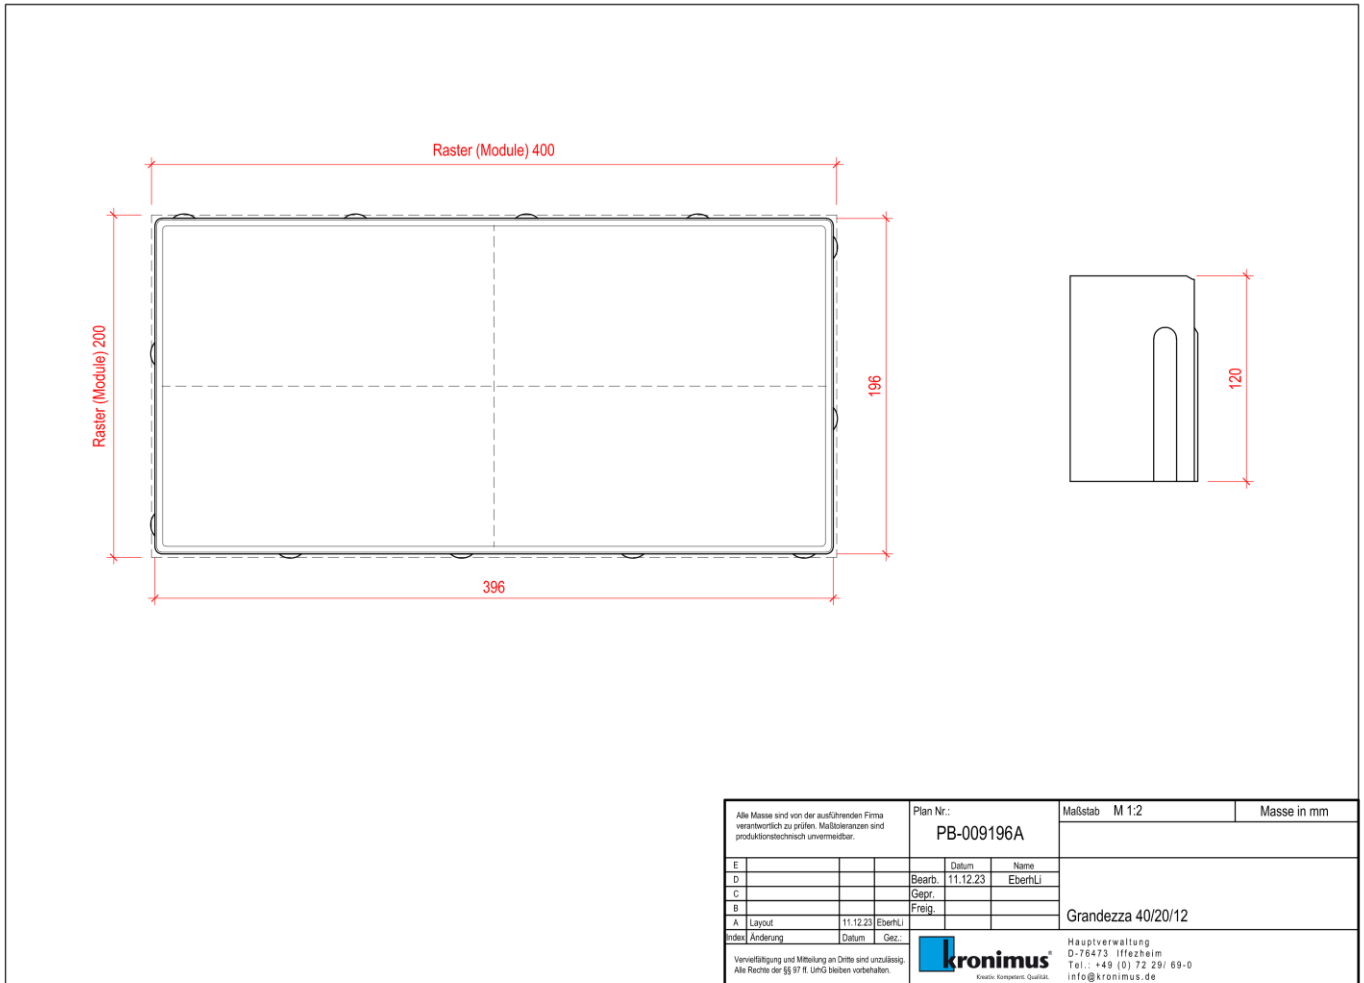 Raster (Module) 400
Raster (Module) 200
196
396
120
Alle Masse sind von der ausführenden Firma
verantwortlich zu prüfen. Maßtoleranzen sind
produktionstechnisch unvermeidbar.
Plan Nr.:
PB-009196A
Maßstab M 1:2
Masse in mm
E
D
C
B
A Layout 11.12.23 EberhLi
Index Änderung Datum Gez.:
Datum Name
Bearb. 11.12.23 EberhLi
Gepr.
Freig.
Grandezza 40/20/12
Vervielfältigung und Mitteilung an Dritte sind unzulässig.
Alle Rechte der §§ 97 ff. UrhG bleiben vorbehalten.
kronimus®
Kreativ. Kompetent. Qualität.
Hauptverwaltung
D-76473 Iffezheim
Tel.: +49 (0) 72 29/ 69-0
info@kronimus.de